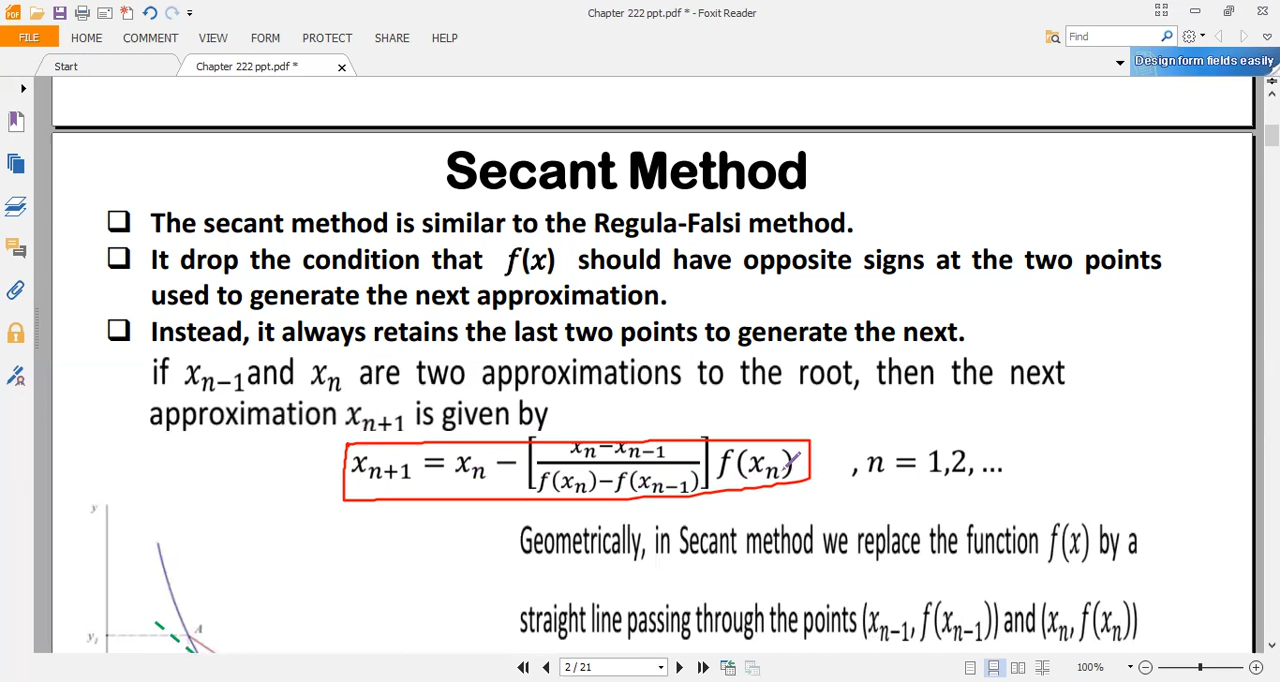 Chapter 222 ppt.pdf * - Foxit Reader
FILE HOME COMMENT VIEW FORM PROTECT SHARE HELP
Find
Start
Chapter 222 ppt.pdf *
Design form fields easily
Secant Method
❑ The secant method is similar to the Regula-Falsi method.
❑ It drop the condition that f(x) should have opposite signs at the two points
used to generate the next approximation.
❑ Instead, it always retains the last two points to generate the next.
if xₙ₋₁and xₙ are two approximations to the root, then the next
approximation xₙ₊₁ is given by
xₙ₊₁ = xₙ − [(xₙ−xₙ₋₁)/(f(xₙ)−f(xₙ₋₁))] f(xₙ) , n = 1,2, ...
y
Geometrically, in Secant method we replace the function f(x) by a
straight line passing through the points (xₙ₋₁, f(xₙ₋₁)) and (xₙ, f(xₙ))
A
y₁
2 / 21
100%